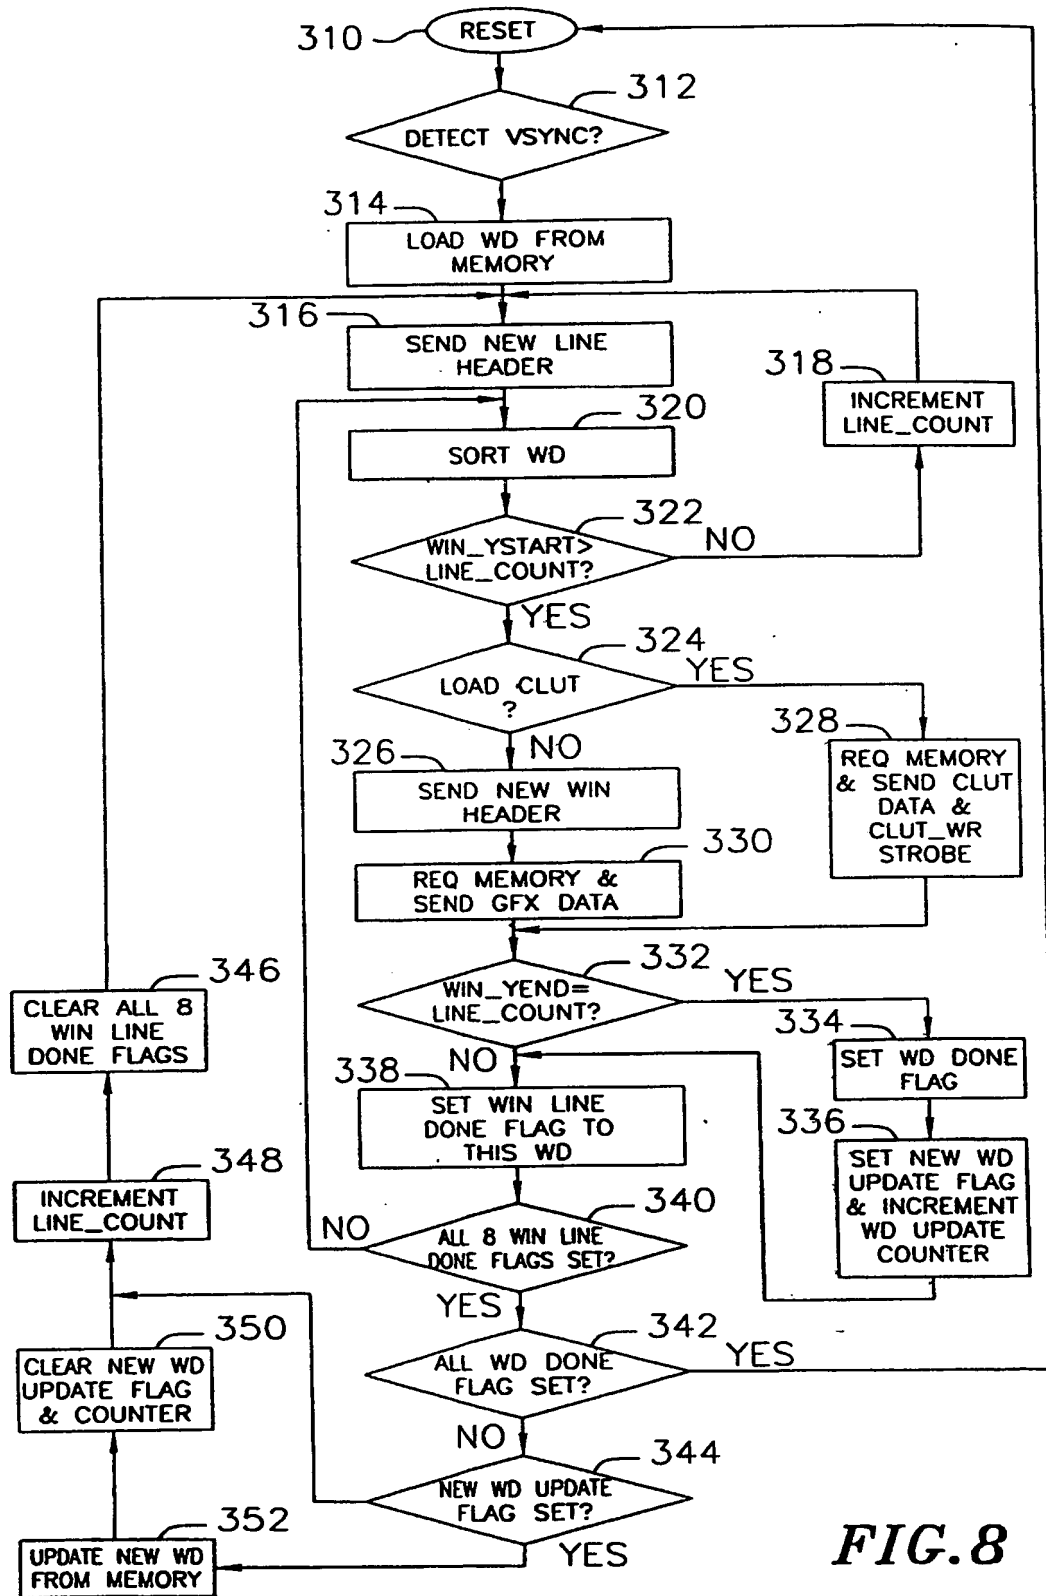 310
RESET
312
DETECT VSYNC?
314
LOAD WD FROM
MEMORY
316
SEND NEW LINE
HEADER
318
INCREMENT
LINE_COUNT
320
SORT WD
322
WIN_YSTART>
LINE_COUNT?
NO
YES
324
LOAD CLUT
?
YES
NO
326
SEND NEW WIN
HEADER
328
REQ MEMORY
& SEND CLUT
DATA &
CLUT_WR
STROBE
330
REQ MEMORY &
SEND GFX DATA
332
WIN_YEND=
LINE_COUNT?
YES
NO
334
SET WD DONE
FLAG
336
SET NEW WD
UPDATE FLAG
& INCREMENT
WD UPDATE
COUNTER
338
SET WIN LINE
DONE FLAG TO
THIS WD
340
ALL 8 WIN LINE
DONE FLAGS SET?
NO
YES
342
ALL WD DONE
FLAG SET?
YES
NO
344
NEW WD UPDATE
FLAG SET?
YES
346
CLEAR ALL 8
WIN LINE
DONE FLAGS
348
INCREMENT
LINE_COUNT
350
CLEAR NEW WD
UPDATE FLAG
& COUNTER
352
UPDATE NEW WD
FROM MEMORY
FIG.8